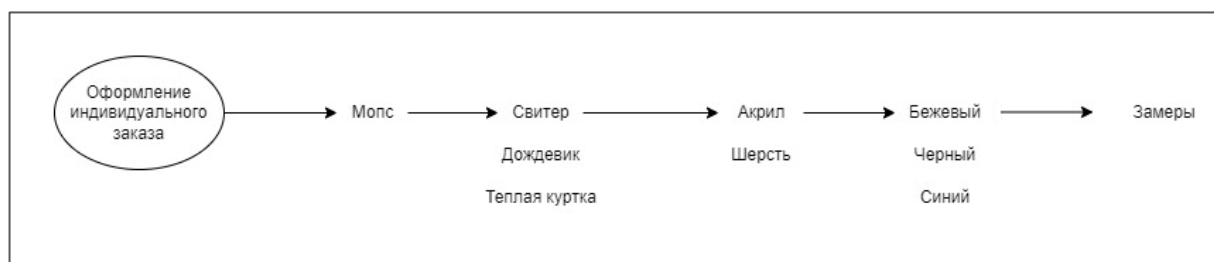 Оформление
индивидуального
заказа
Мопс
Свитер
Акрил
Бежевый
Замеры
Дождевик
Шерсть
Черный
Теплая куртка
Синий